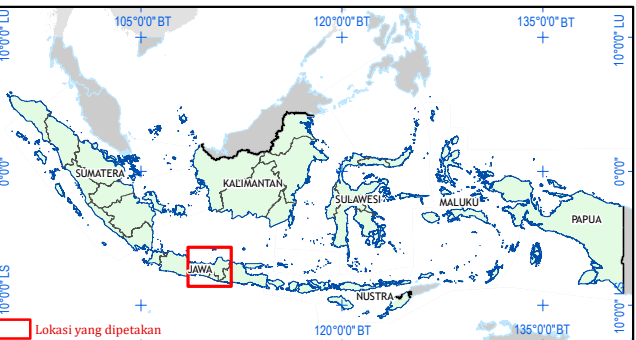 105°0'0" BT
120°0'0" BT
135°0'0" BT
10°0'0" LU
10°0'0" LU
SUMATERA
KALIMANTAN
SULAWESI
MALUKU
PAPUA
0°0'0"
0°0'0"
JAWA
NUSTRA
10°0'0" LS
10°0'0"
Lokasi yang dipetakan
120°0'0" BT
135°0'0" BT